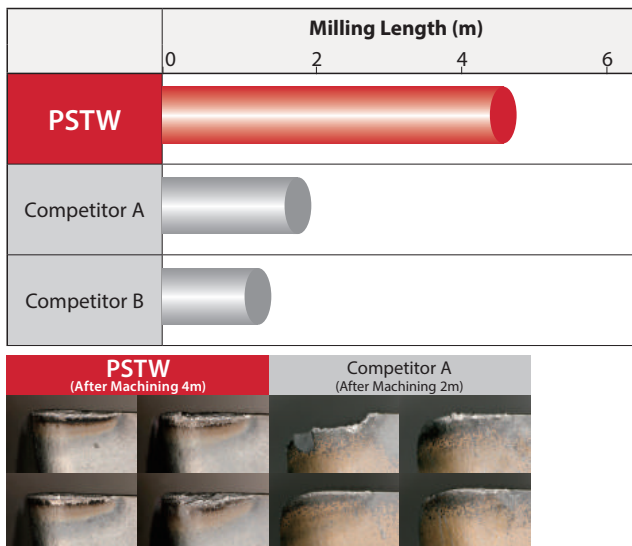 Milling Length (m)
0 2 4 6
PSTW
Competitor A
Competitor B
PSTW
(After Machining 4m)
Competitor A
(After Machining 2m)